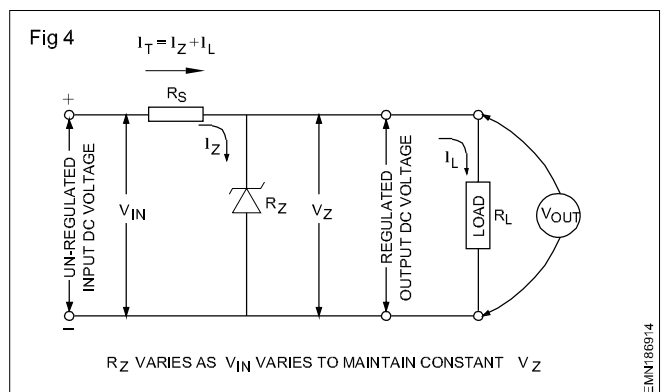 Fig 4
I_T = I_Z + I_L
R_S
+
I_Z
I_L
UN-REGULATED
INPUT DC VOLTAGE
V_IN
R_Z
V_Z
REGULATED
OUTPUT DC VOLTAGE
LOAD
R_L
V_OUT
R_Z VARIES AS V_IN VARIES TO MAINTAIN CONSTANT V_Z
EMN186914